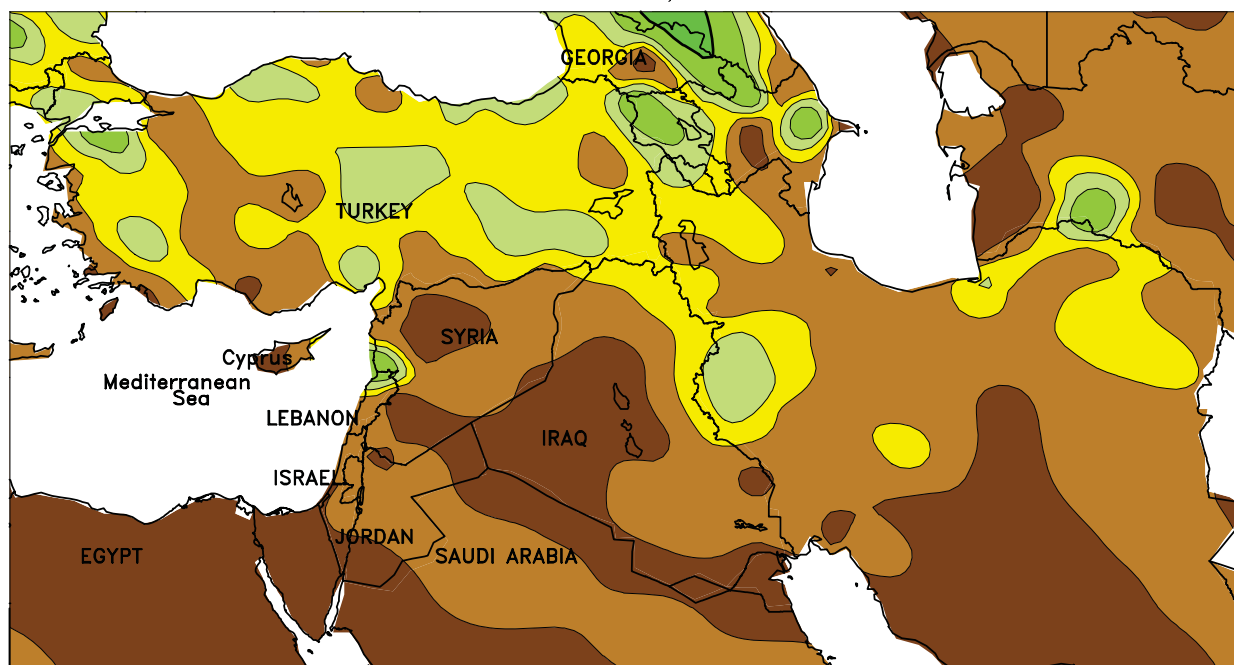 GEORGIA
TURKEY
SYRIA
Cyprus
Mediterranean
Sea
LEBANON
IRAQ
ISRAEL
JORDAN
EGYPT
SAUDI ARABIA